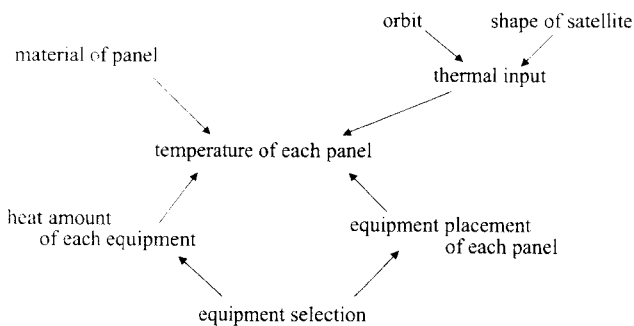 orbit
shape of satellite
material of panel
thermal input
temperature of each panel
heat amount
of each equipment
equipment placement
of each panel
equipment selection